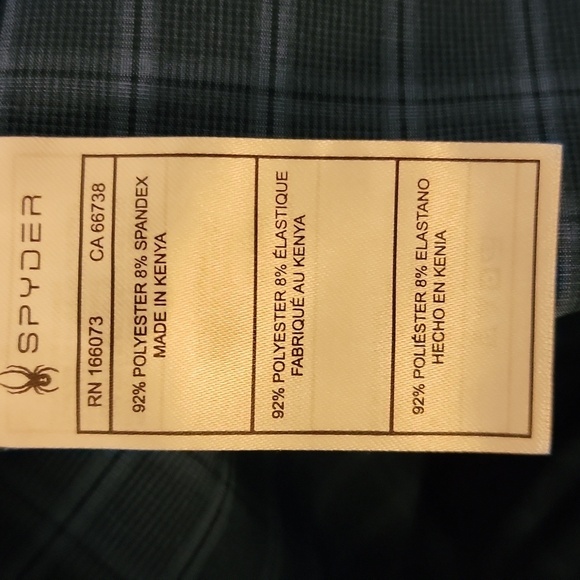 SPYDER
RN 166073 CA 66738
92% POLYESTER 8% SPANDEX
MADE IN KENYA
92% POLYESTER 8% ÉLASTIQUE
FABRIQUÉ AU KENYA
92% POLIÉSTER 8% ELASTANO
HECHO EN KENIA